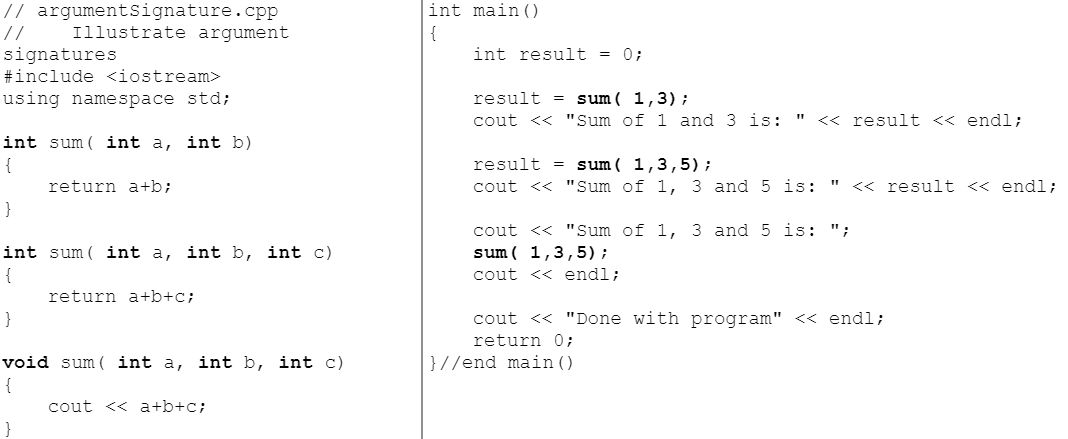 // argumentSignature.cpp
//    Illustrate argument
signatures
#include <iostream>
using namespace std;

int sum( int a, int b)
{
    return a+b;
}

int sum( int a, int b, int c)
{
    return a+b+c;
}

void sum( int a, int b, int c)
{
    cout << a+b+c;
}
int main()
{
    int result = 0;

    result = sum( 1,3);
    cout << "Sum of 1 and 3 is: " << result << endl;

    result = sum( 1,3,5);
    cout << "Sum of 1, 3 and 5 is: " << result << endl;

    cout << "Sum of 1, 3 and 5 is: ";
    sum( 1,3,5);
    cout << endl;

    cout << "Done with program" << endl;
    return 0;
}//end main()